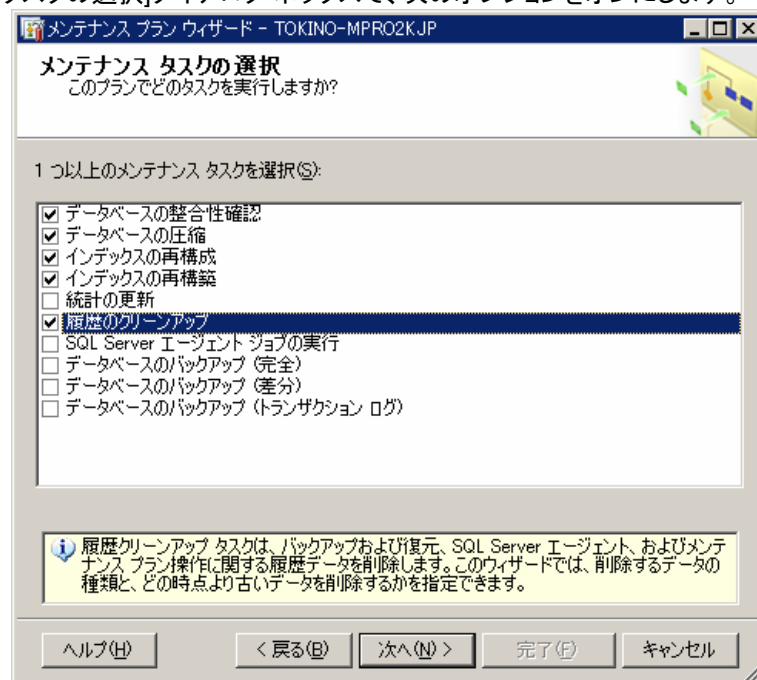 メンテナンス プラン ウィザード - TOKINO-MPRO2KJP
メンテナンス タスクの選択
このプランでどのタスクを実行しますか?
1 つ以上のメンテナンス タスクを選択(S):
データベースの整合性確認
データベースの圧縮
インデックスの再構成
インデックスの再構築
統計の更新
履歴のクリーンアップ
SQL Server エージェント ジョブの実行
データベースのバックアップ (完全)
データベースのバックアップ (差分)
データベースのバックアップ (トランザクション ログ)
履歴クリーンアップ タスクは、バックアップおよび復元、SQL Server エージェント、およびメンテ
ナンス プラン操作に関する履歴データを削除します。このウィザードでは、削除するデータの
種類と、どの時点より古いデータを削除するかを指定できます。
ヘルプ(H)
< 戻る(B)
次へ(N) >
完了(F)
キャンセル